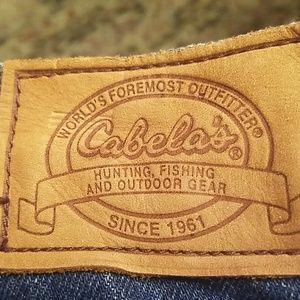 WORLD'S FOREMOST OUTFITTER®
Cabela's®
HUNTING, FISHING
AND OUTDOOR GEAR
SINCE 1961